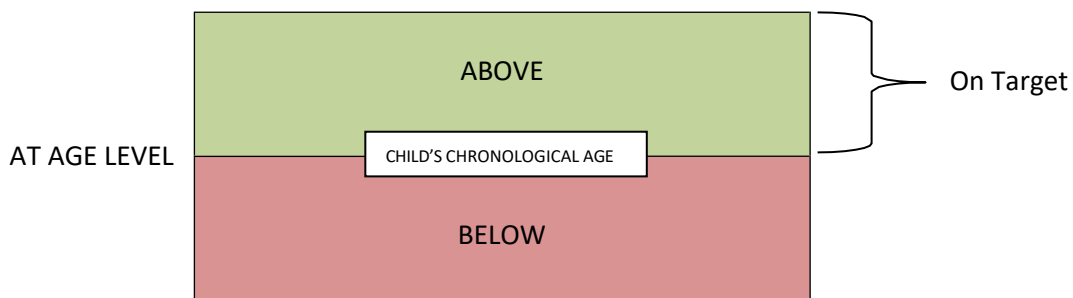 ABOVE
On Target
AT AGE LEVEL
CHILD’S CHRONOLOGICAL AGE
BELOW